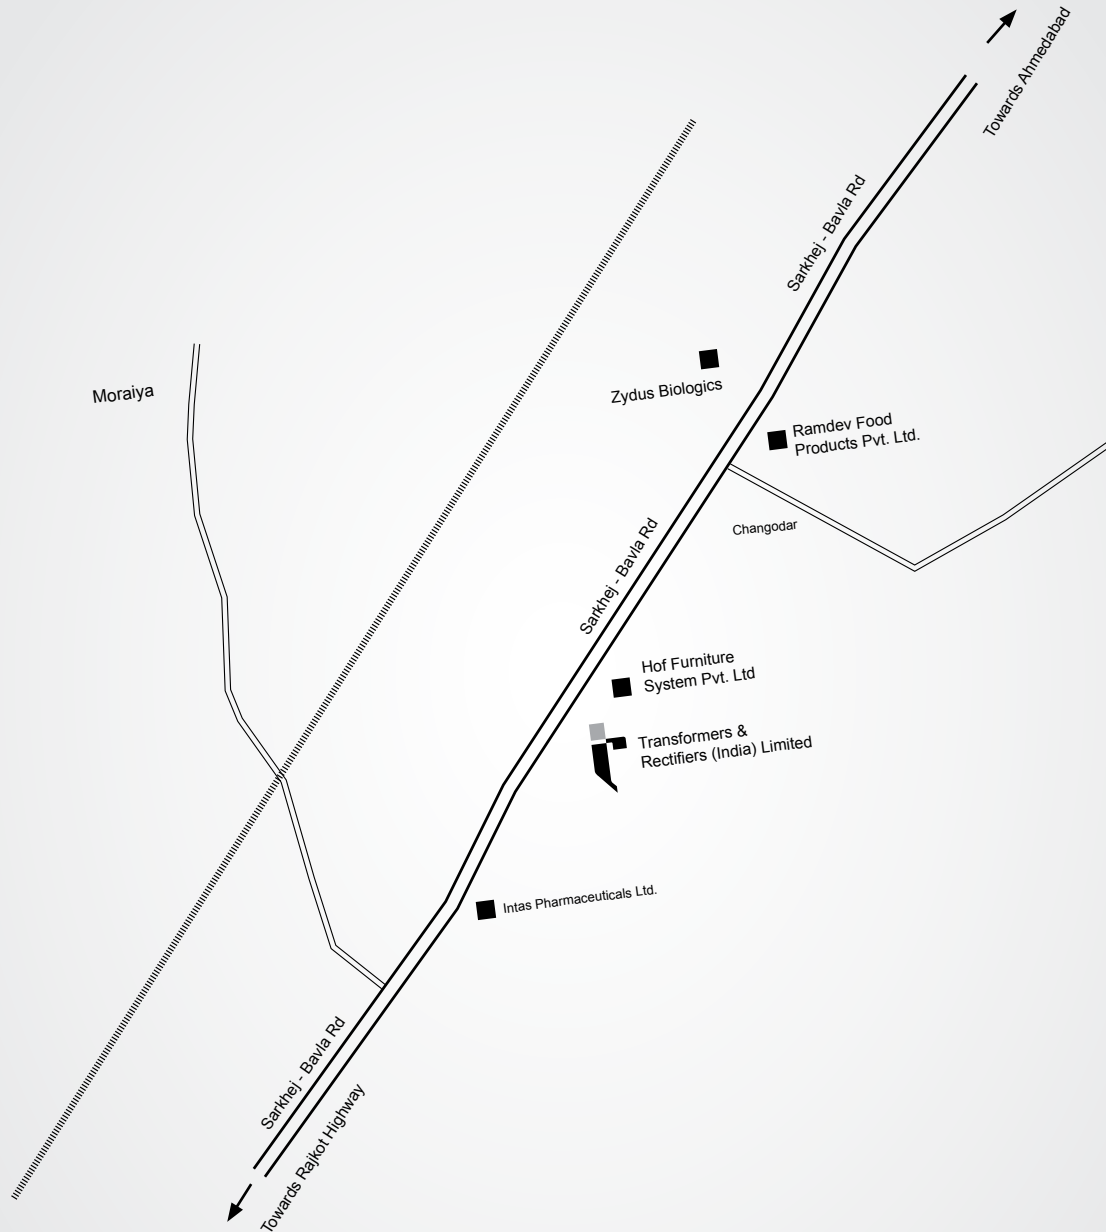 Towards Ahmedabad
Sarkhej - Bavla Rd
Zydus Biologics
Moraiya
Ramdev Food
Products Pvt. Ltd.
Changodar
Sarkhej - Bavla Rd
Hof Furniture
System Pvt. Ltd
Transformers &
Rectifiers (India) Limited
Intas Pharmaceuticals Ltd.
Sarkhej - Bavla Rd
Towards Rajkot Highway